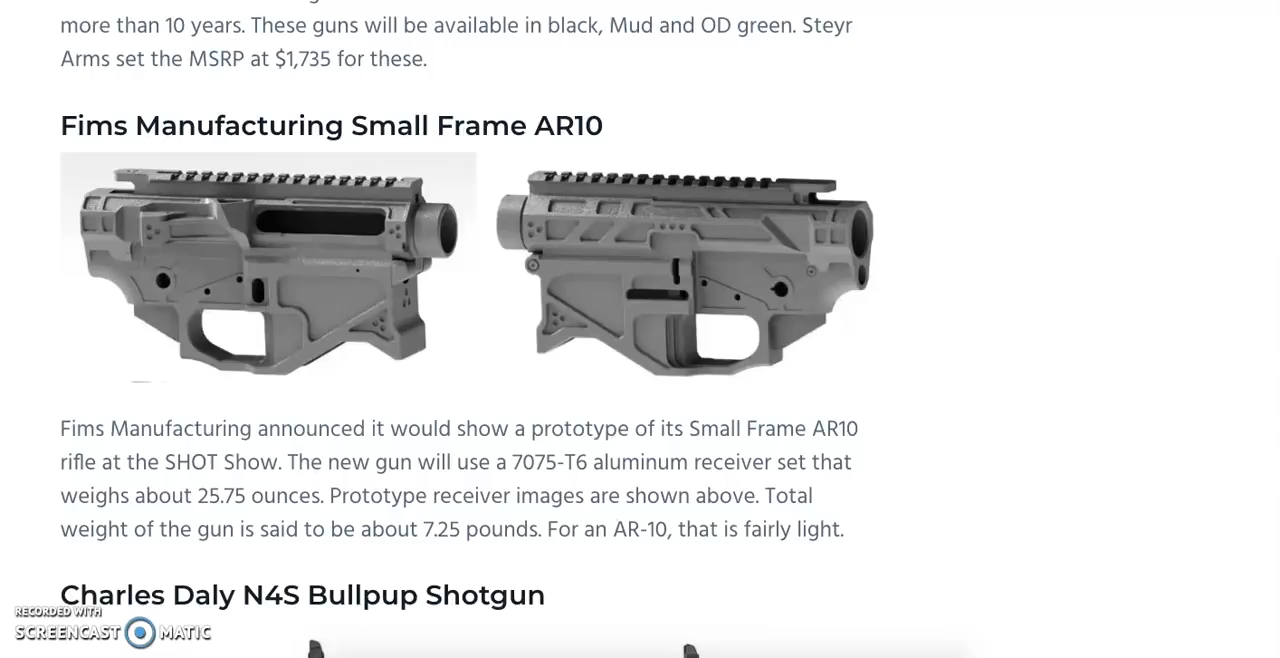 more than 10 years. These guns will be available in black, Mud and OD green. Steyr
Arms set the MSRP at $1,735 for these.
Fims Manufacturing Small Frame AR10
Fims Manufacturing announced it would show a prototype of its Small Frame AR10
rifle at the SHOT Show. The new gun will use a 7075-T6 aluminum receiver set that
weighs about 25.75 ounces. Prototype receiver images are shown above. Total
weight of the gun is said to be about 7.25 pounds. For an AR-10, that is fairly light.
Charles Daly N4S Bullpup Shotgun
RECORDED WITH
SCREENCAST MATIC